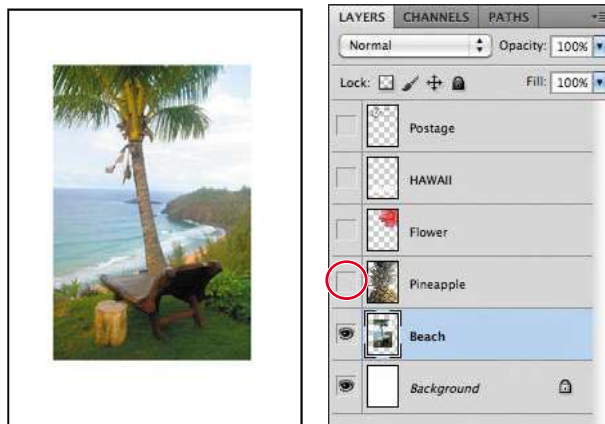 LAYERS CHANNELS PATHS
Normal Opacity: 100%
Lock: Fill: 100%
Postage
HAWAII
Flower
Pineapple
Beach
Background